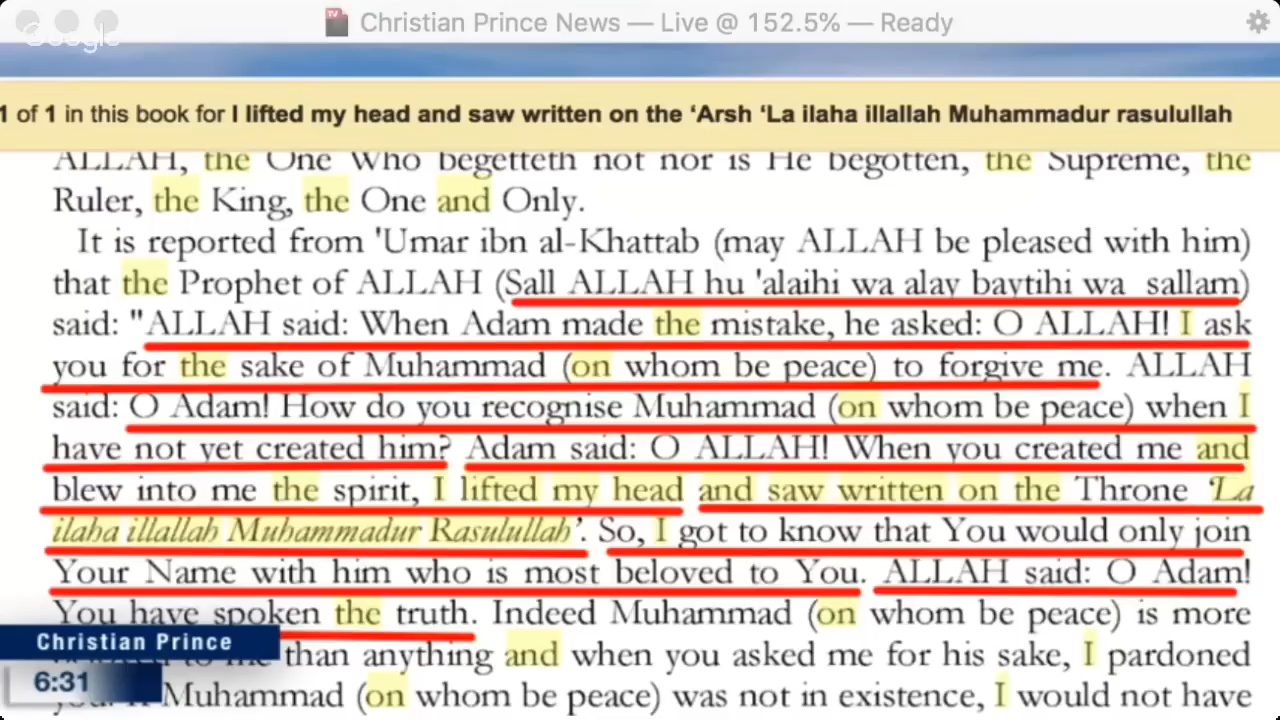 Christian Prince News — Live @ 152.5% — Ready
Google
1 of 1 in this book for I lifted my head and saw written on the ‘Arsh ‘La ilaha illallah Muhammadur rasulullah
ALLAH, the One Who begetteth not nor is He begotten, the Supreme, the
Ruler, the King, the One and Only.
It is reported from 'Umar ibn al-Khattab (may ALLAH be pleased with him)
that the Prophet of ALLAH (Sall ALLAH hu 'alaihi wa alay baytihi wa sallam)
said: "ALLAH said: When Adam made the mistake, he asked: O ALLAH! I ask
you for the sake of Muhammad (on whom be peace) to forgive me. ALLAH
said: O Adam! How do you recognise Muhammad (on whom be peace) when I
have not yet created him? Adam said: O ALLAH! When you created me and
blew into me the spirit, I lifted my head and saw written on the Throne ‘La
ilaha illallah Muhammadur Rasulullah’. So, I got to know that You would only join
Your Name with him who is most beloved to You. ALLAH said: O Adam!
You have spoken the truth. Indeed Muhammad (on whom be peace) is more
to me than anything and when you asked me for his sake, I pardoned
Muhammad (on whom be peace) was not in existence, I would not have
Christian Prince
6:31